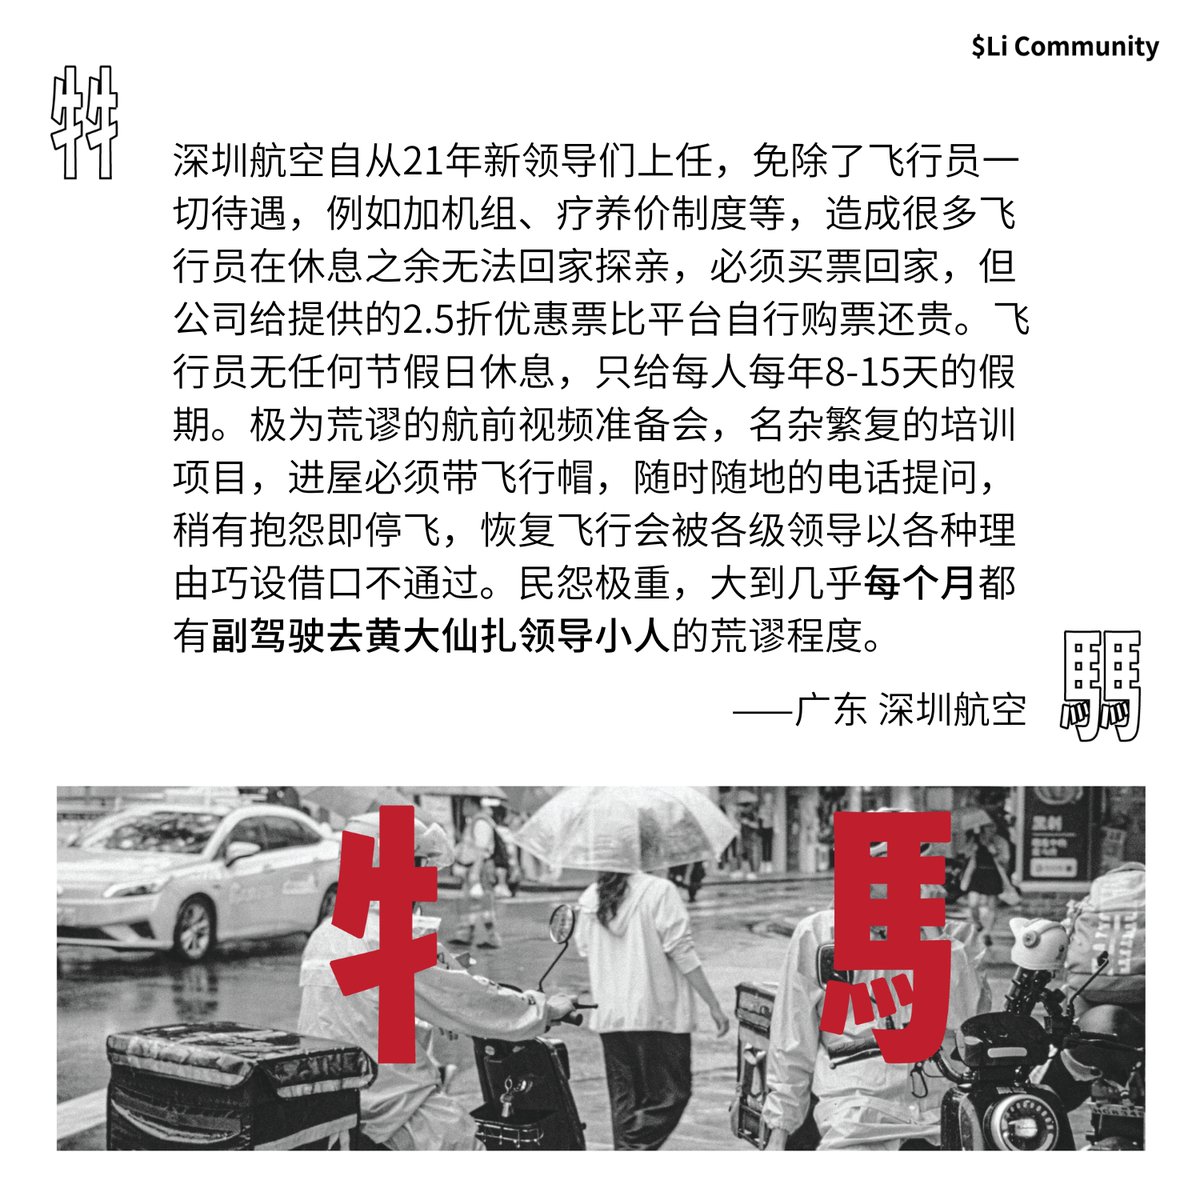 $Li Community
牜牜
深圳航空自从21年新领导们上任，免除了飞行员一
切待遇，例如加机组、疗养价制度等，造成很多飞
行员在休息之余无法回家探亲，必须买票回家，但
公司给提供的2.5折优惠票比平台自行购票还贵。飞
行员无任何节假日休息，只给每人每年8-15天的假
期。极为荒谬的航前视频准备会，名杂繁复的培训
项目，进屋必须带飞行帽，随时随地的电话提问，
稍有抱怨即停飞，恢复飞行会被各级领导以各种理
由巧设借口不通过。民怨极重，大到几乎每个月都
有副驾驶去黄大仙扎领导小人的荒谬程度。
——广东 深圳航空
馬馬
牜 馬